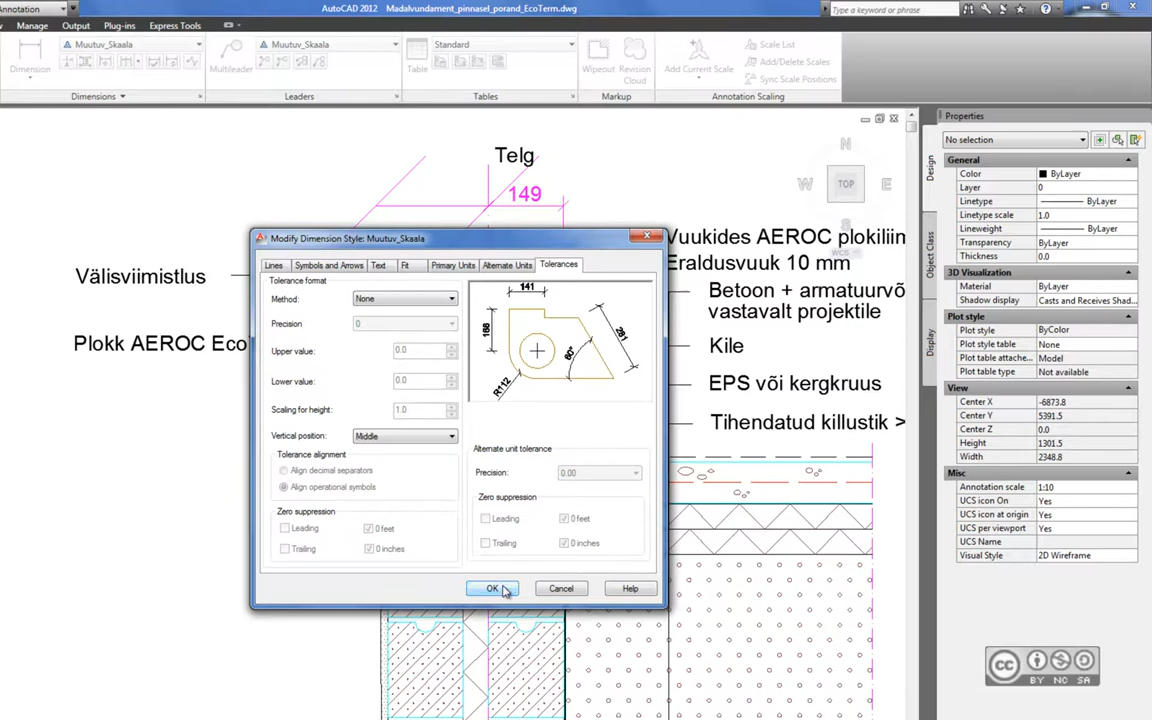 Annotation
AutoCAD 2012 Madalvundament_pinnasel_porand_EcoTerm.dwg
Type a keyword or phrase
Manage Output Plug-ins Express Tools
Dimension
Muutuv_Skaala
Multileader
Muutuv_Skaala
Table
Standard
Wipeout
Revision
Cloud
Add Current Scale
Scale List
Add/Delete Scales
Sync Scale Positions
Dimensions
Leaders
Tables
Markup
Annotation Scaling
Telg
149
Välisviimistlus
Plokk AEROC Eco
Vuukides AEROC plokiliim
Eraldusvuuk 10 mm
Betoon + armatuurvõ
vastavalt projektile
Kile
EPS või kergkruus
Tihendatud killustik >
N
W TOP E
S
WCS
Modify Dimension Style: Muutuv_Skaala
Lines Symbols and Arrows Text Fit Primary Units Alternate Units Tolerances
Tolerance format
Method: None
Precision 0
Upper value: 0.0
Lower value: 0.0
Scaling for height: 1.0
Vertical position: Middle
Tolerance alignment
Align decimal separators
Align operational symbols
Zero suppression
Leading 0 feet
Trailing 0 inches
141
188
281
60°
R112
Alternate unit tolerance
Precision: 0.00
Zero suppression
Leading 0 feet
Trailing 0 inches
OK Cancel Help
Properties
No selection
Design
Object Class
Display
General
Color ByLayer
Layer 0
Linetype ByLayer
Linetype scale 1.0
Lineweight ByLayer
Transparency ByLayer
Thickness 0.0
3D Visualization
Material ByLayer
Shadow display Casts and Receives Shad...
Plot style
Plot style ByColor
Plot style table None
Plot table attache... Model
Plot table type Not available
View
Center X -6873.8
Center Y 5391.5
Center Z 0.0
Height 1301.5
Width 2348.8
Misc
Annotation scale 1:10
UCS icon On Yes
UCS icon at origin Yes
UCS per viewport Yes
UCS Name
Visual Style 2D Wireframe
cc
BY NC SA